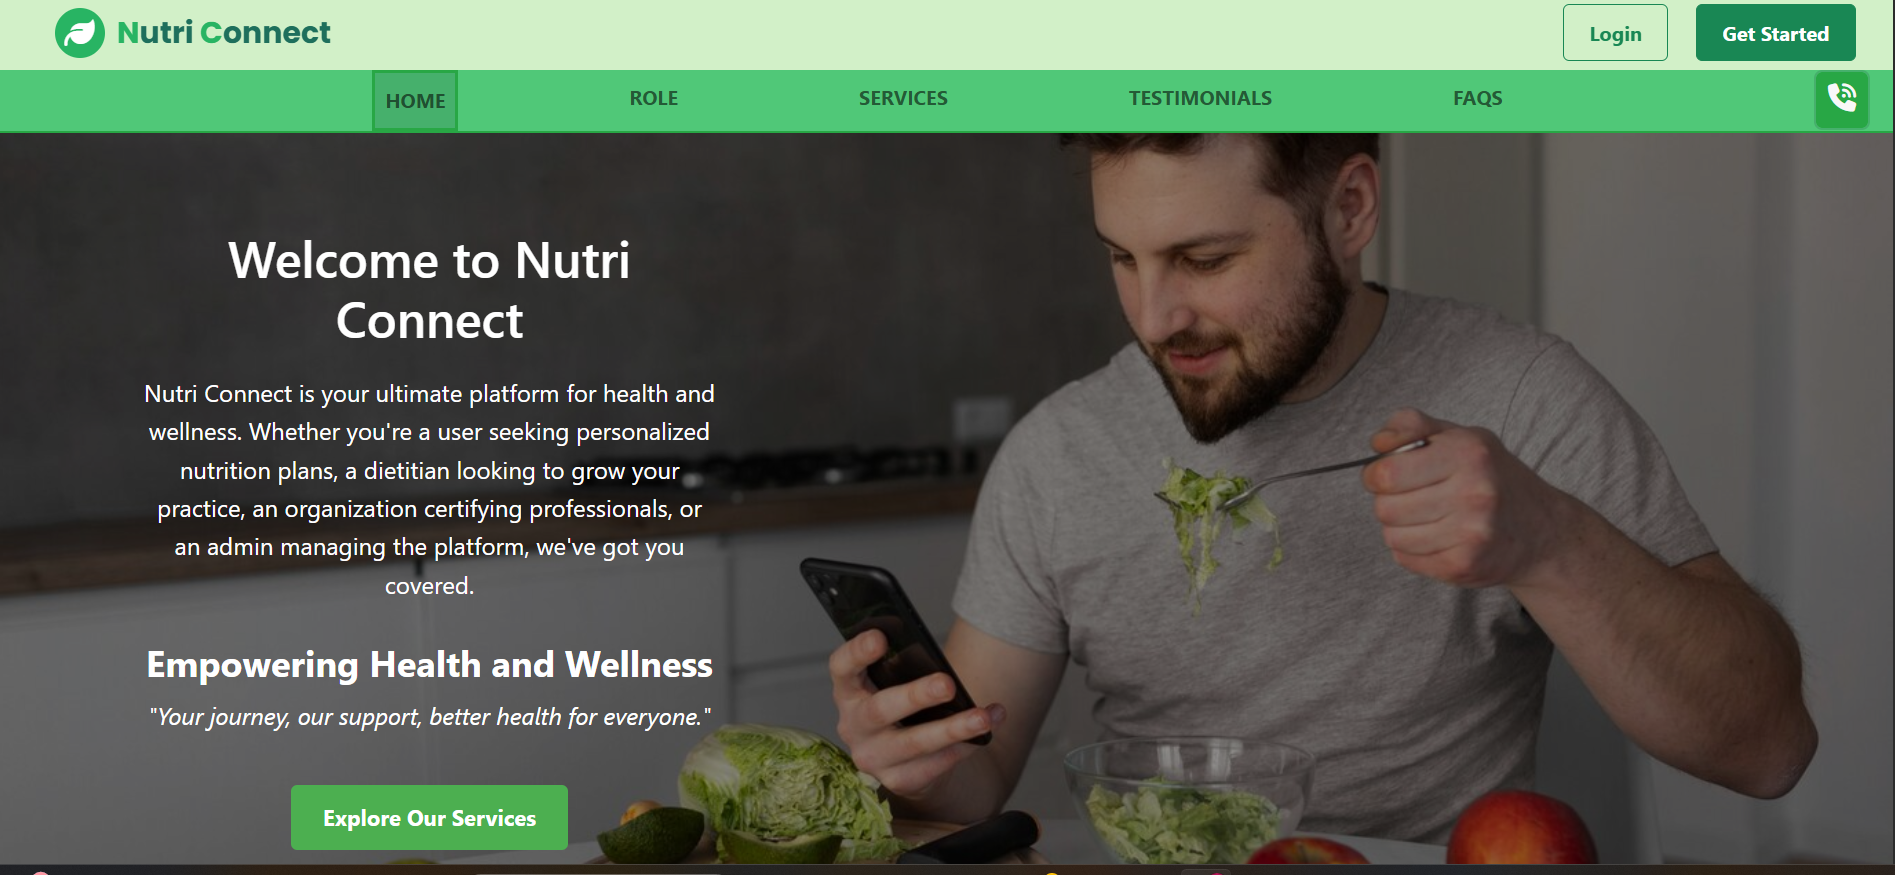 Nutri Connect
Login
Get Started
HOME
ROLE
SERVICES
TESTIMONIALS
FAQS
Welcome to Nutri
Connect
Nutri Connect is your ultimate platform for health and
wellness. Whether you're a user seeking personalized
nutrition plans, a dietitian looking to grow your
practice, an organization certifying professionals, or
an admin managing the platform, we've got you
covered.
Empowering Health and Wellness
"Your journey, our support, better health for everyone."
Explore Our Services